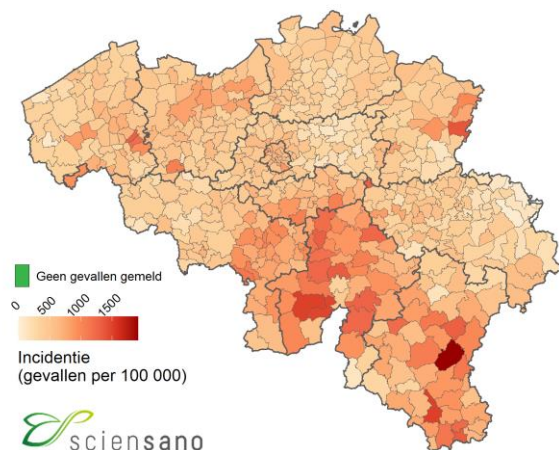 Geen gevallen gemeld
0 500 1000 1500
Incidentie
(gevallen per 100 000)
sciensano